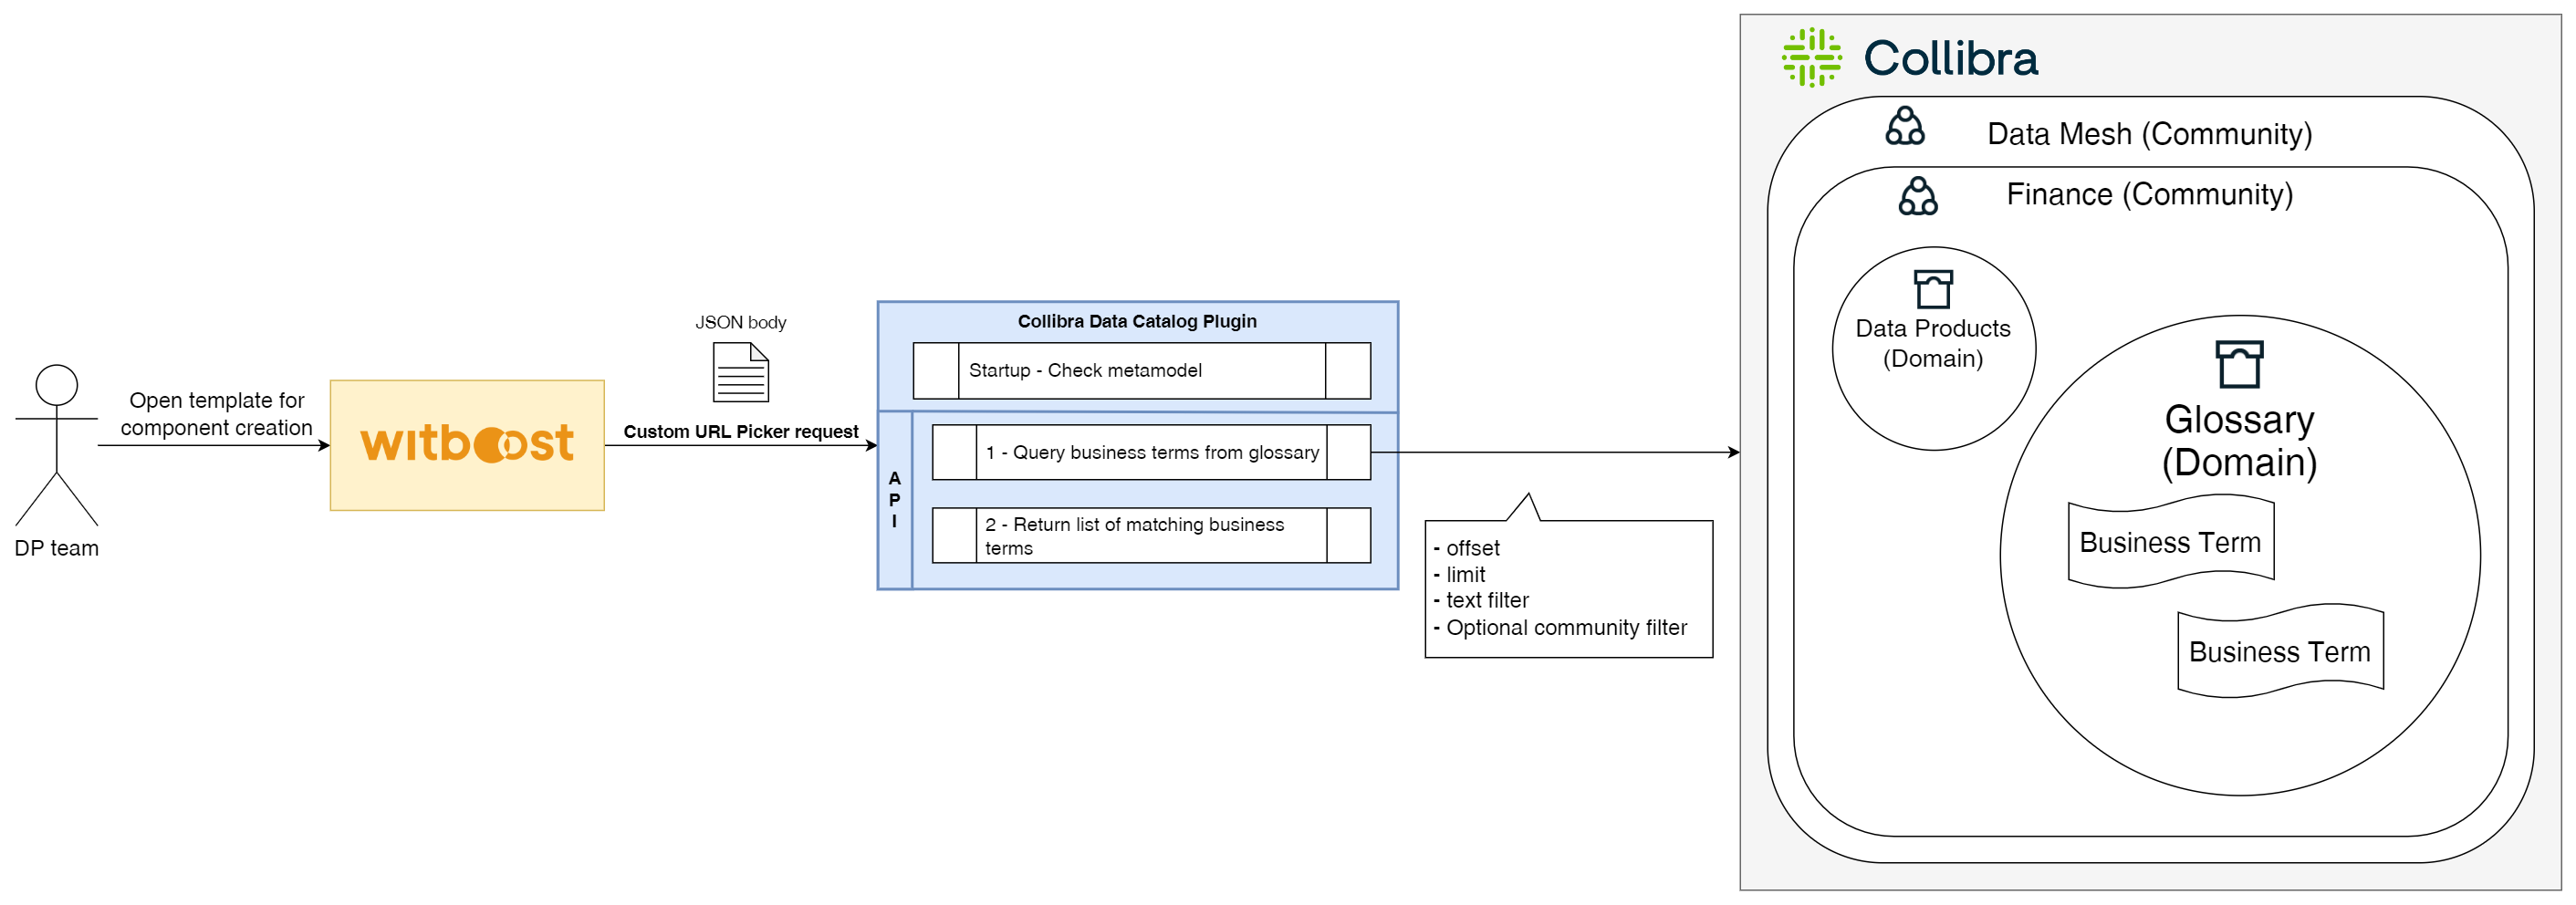 DP team
Open template for
component creation
witboost
JSON body
Custom URL Picker request
Collibra Data Catalog Plugin
Startup - Check metamodel
A
P
I
1 - Query business terms from glossary
2 - Return list of matching business
terms
- offset
- limit
- text filter
- Optional community filter
Collibra
Data Mesh (Community)
Finance (Community)
Data Products
(Domain)
Glossary
(Domain)
Business Term
Business Term